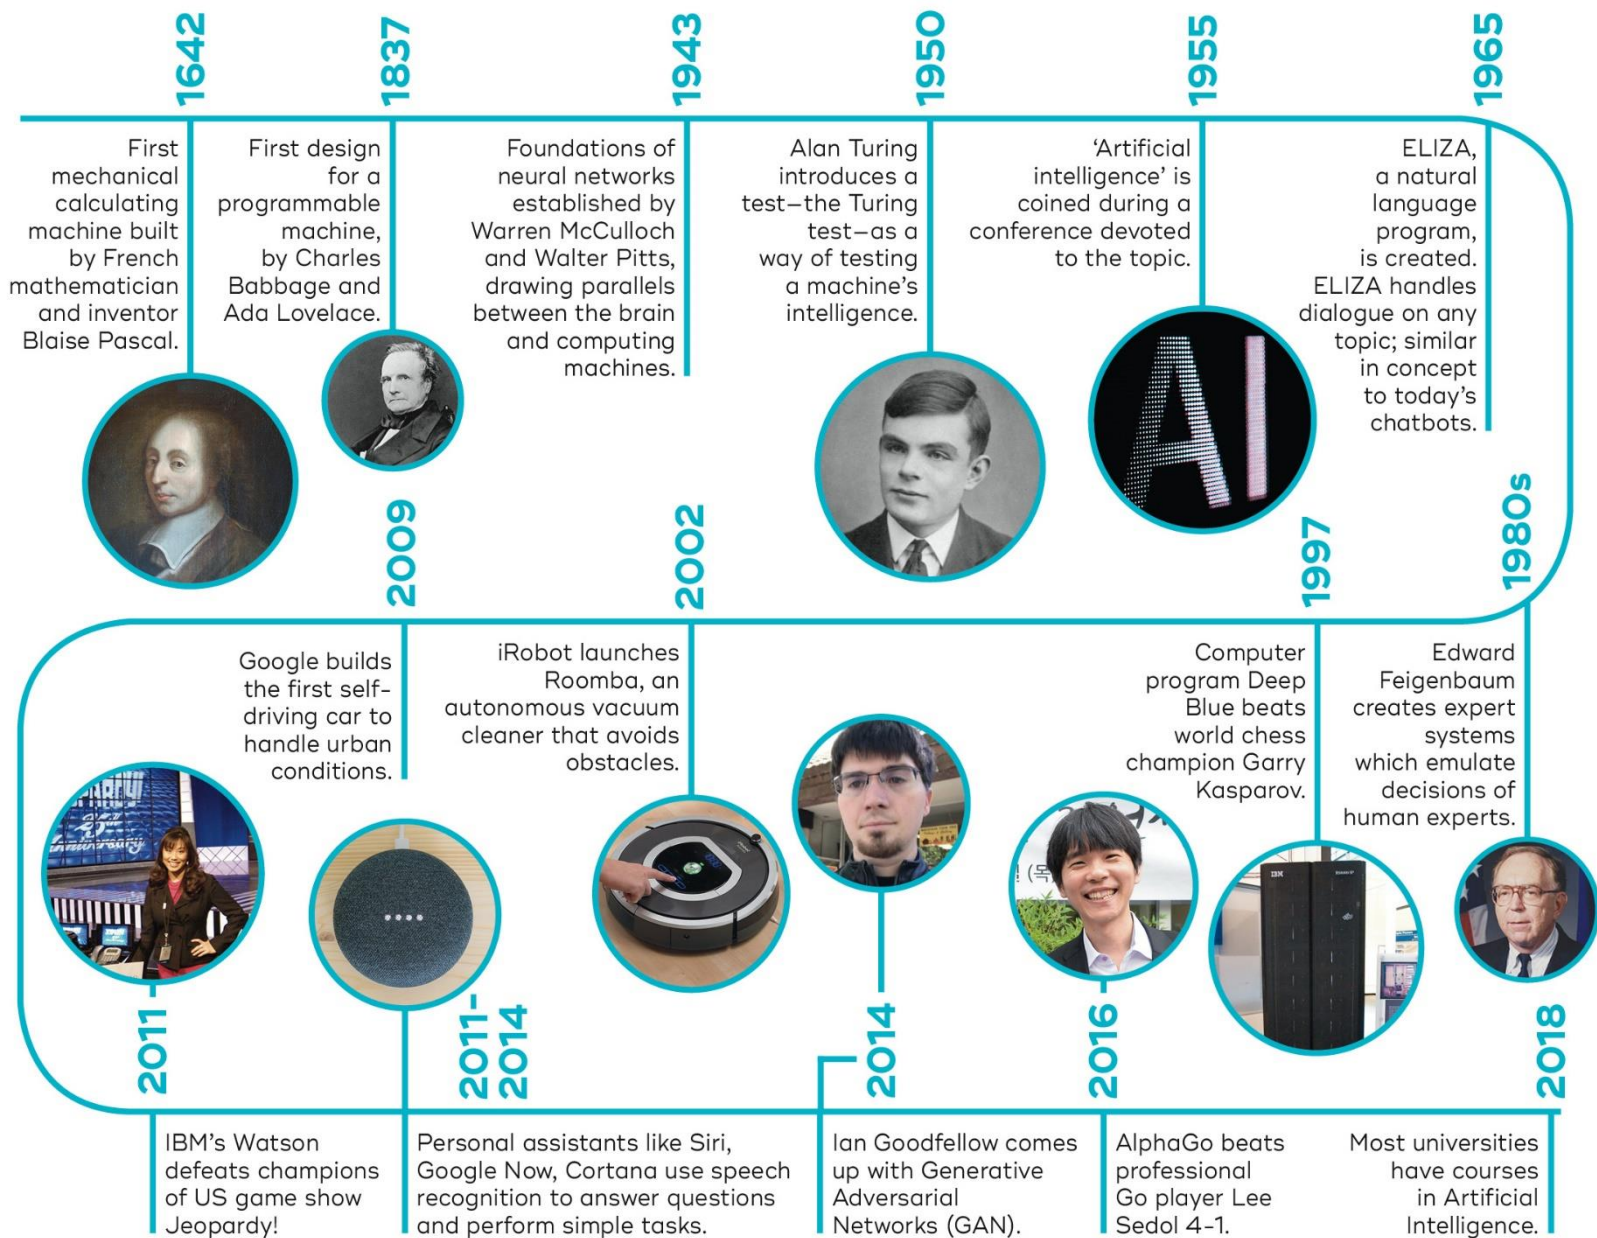 1642
First
mechanical
calculating
machine built
by French
mathematician
and inventor
Blaise Pascal.
1837
First design
for a
programmable
machine,
by Charles
Babbage and
Ada Lovelace.
1943
Foundations of
neural networks
established by
Warren McCulloch
and Walter Pitts,
drawing parallels
between the brain
and computing
machines.
1950
Alan Turing
introduces a
test—the Turing
test—as a
way of testing
a machine's
intelligence.
1955
'Artificial
intelligence' is
coined during a
conference devoted
to the topic.
AI
1965
ELIZA,
a natural
language
program,
is created.
ELIZA handles
dialogue on any
topic; similar
in concept
to today's
chatbots.
1980s
Edward
Feigenbaum
creates expert
systems
which emulate
decisions of
human experts.
1997
Computer
program Deep
Blue beats
world chess
champion Garry
Kasparov.
IBM
2002
iRobot launches
Roomba, an
autonomous vacuum
cleaner that avoids
obstacles.
2009
Google builds
the first self-
driving car to
handle urban
conditions.
2011
IBM's Watson
defeats champions
of US game show
Jeopardy!
Anniversary
2011-
2014
Personal assistants like Siri,
Google Now, Cortana use speech
recognition to answer questions
and perform simple tasks.
2014
Ian Goodfellow comes
up with Generative
Adversarial
Networks (GAN).
2016
AlphaGo beats
professional
Go player Lee
Sedol 4-1.
(목
2018
Most universities
have courses
in Artificial
Intelligence.